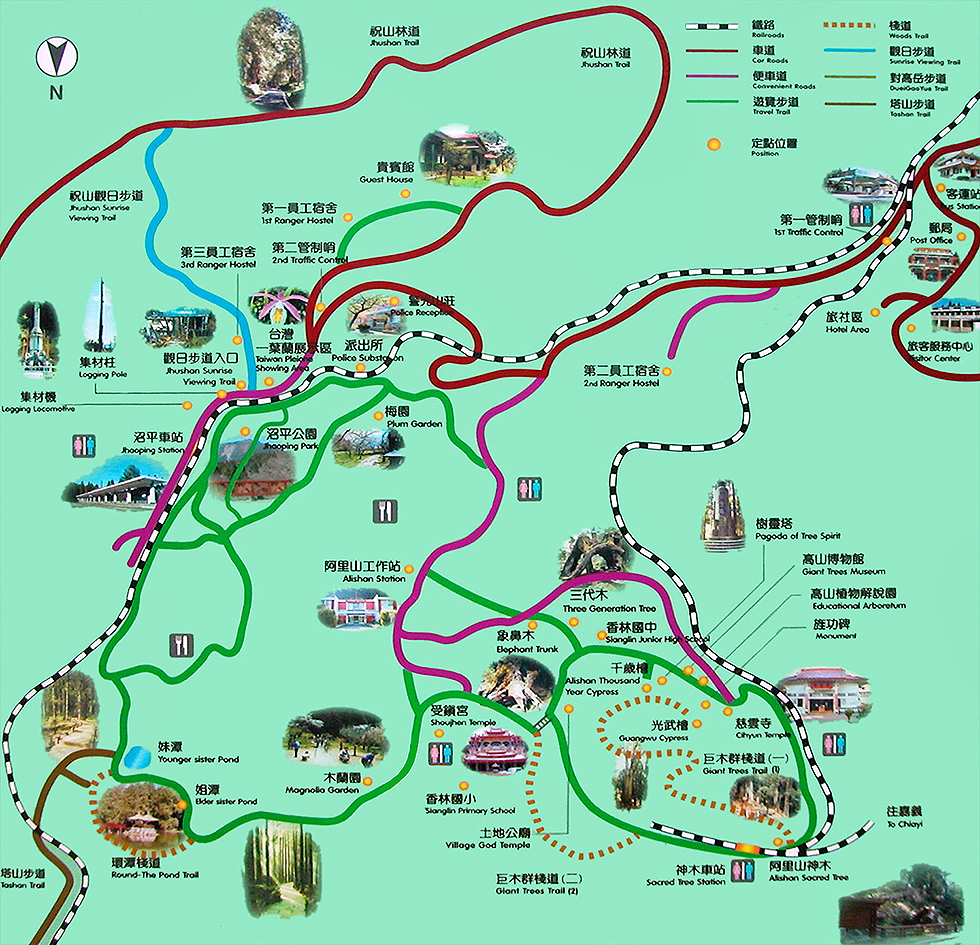 N
祝山林道
Jhushan Trail
祝山林道
Jhushan Trail
鐵路
Railroads
車道
Car Roads
便車道
Convenient Roads
遊覽步道
Travel Trail
定點位置
Position
棧道
Woods Trail
觀日步道
Sunrise Viewing Trail
對高岳步道
DueiGaoYue Trail
塔山步道
Tashan Trail
貴賓館
Guest House
祝山觀日步道
Jhushan Sunrise
Viewing Trail
第一員工宿舍
1st Ranger Hostel
第三員工宿舍
3rd Ranger Hostel
第二管制哨
2nd Traffic Control
第一管制哨
1ST Traffic Control
客運站
Bus Station
郵局
Post Office
旅社區
Hotel Area
旅客服務中心
Visitor Center
警光山莊
Police Reception
台灣
一葉蘭展示區
Taiwan Pleione
Showing Area
派出所
Police Substation
集材柱
Logging Pole
觀日步道入口
Jhushan Sunrise
Viewing Trail
集材機
Logging Locomotive
第二員工宿舍
2nd Ranger Hostel
沼平車站
Jhaoping Station
沼平公園
Jhaoping Park
梅園
Plum Garden
樹靈塔
Pagoda of Tree Spirit
高山博物館
Giant Trees Museum
高山植物解說園
Educational Arboretum
旌功碑
Monument
阿里山工作站
Alishan Station
三代木
Three Generation Tree
象鼻木
Elephant Trunk
香林國中
Sianglin Junior High School
千歲檜
Alishan Thousand
Year Cypress
受鎮宮
Shoujhen Temple
光武檜
Guangwu Cypress
慈雲寺
Cihyun Temple
妹潭
Younger sister Pond
姐潭
Elder sister Pond
木蘭園
Magnolia Garden
香林國小
Sianglin Primary School
巨木群棧道(一)
Giant Trees Trail (1)
土地公廟
Village God Temple
往嘉義
To Chiayi
塔山步道
Tashan Trail
環潭棧道
Round-The Pond Trail
巨木群棧道(二)
Giant Trees Trail (2)
神木車站
Sacred Tree Station
阿里山神木
Alishan Sacred Tree